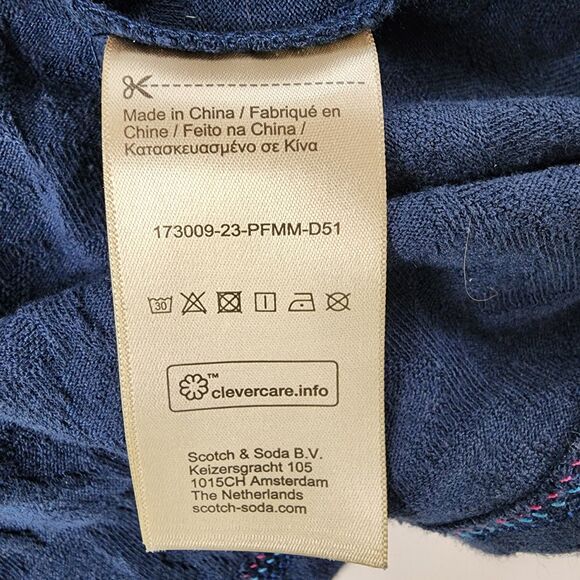 Made in China / Fabriqué en
Chine / Feito na China /
Κατασκευασμένο σε Κίνα
173009-23-PFMM-D51
30
™
clevercare.info
Scotch & Soda B.V.
Keizersgracht 105
1015CH Amsterdam
The Netherlands
scotch-soda.com